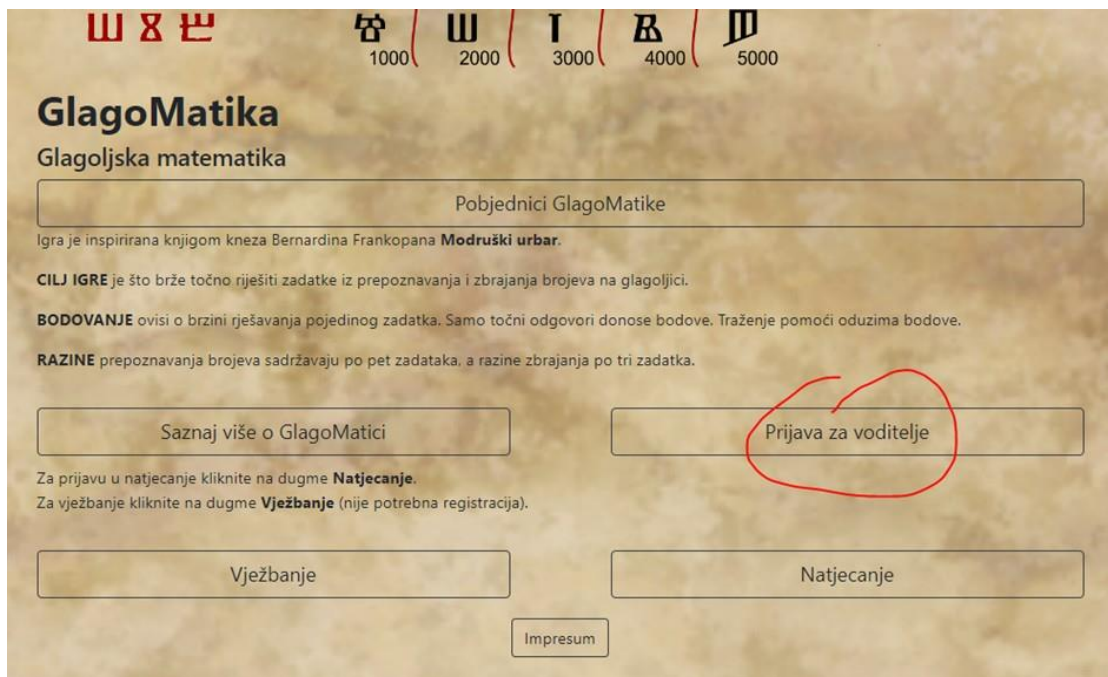 Ⱍ Ⱎ Ⱏ Ⱑ Ⱓ
1000 2000 3000 4000 5000
GlagoMatika
Glagoljska matematika
Pobjednici GlagoMatike
Igra je inspirirana knjigom kneza Bernardina Frankopana Modruški urbar.
CILJ IGRE je što brže točno riješiti zadatke iz prepoznavanja i zbrajanja brojeva na glagoljici.
BODOVANJE ovisi o brzini rješavanja pojedinog zadatka. Samo točni odgovori donose bodove. Traženje pomoći oduzima bodove.
RAZINE prepoznavanja brojeva sadržavaju po pet zadataka, a razine zbrajanja po tri zadatka.
Saznaj više o GlagoMatici
Prijava za voditelje
Za prijavu u natjecanje kliknite na dugme Natjecanje.
Za vježbanje kliknite na dugme Vježbanje (nije potrebna registracija).
Vježbanje
Natjecanje
Impresum